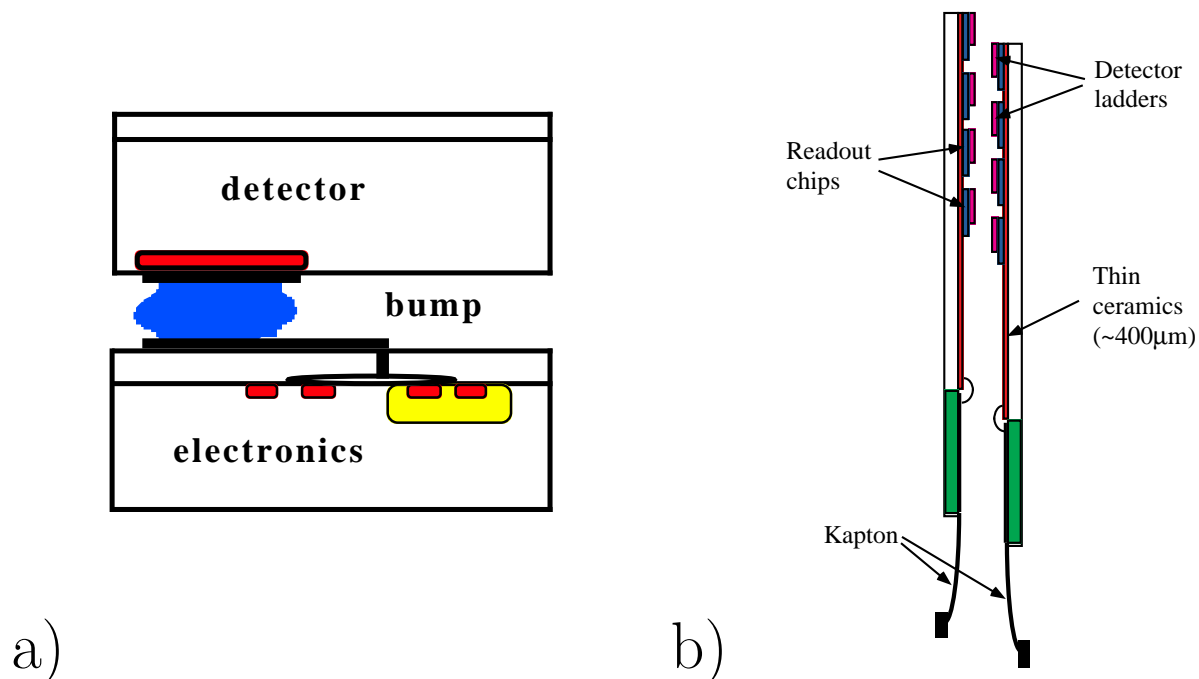 detector
bump
electronics
a)
Detector
ladders
Readout
chips
Thin
ceramics
(~400μm)
Kapton
b)